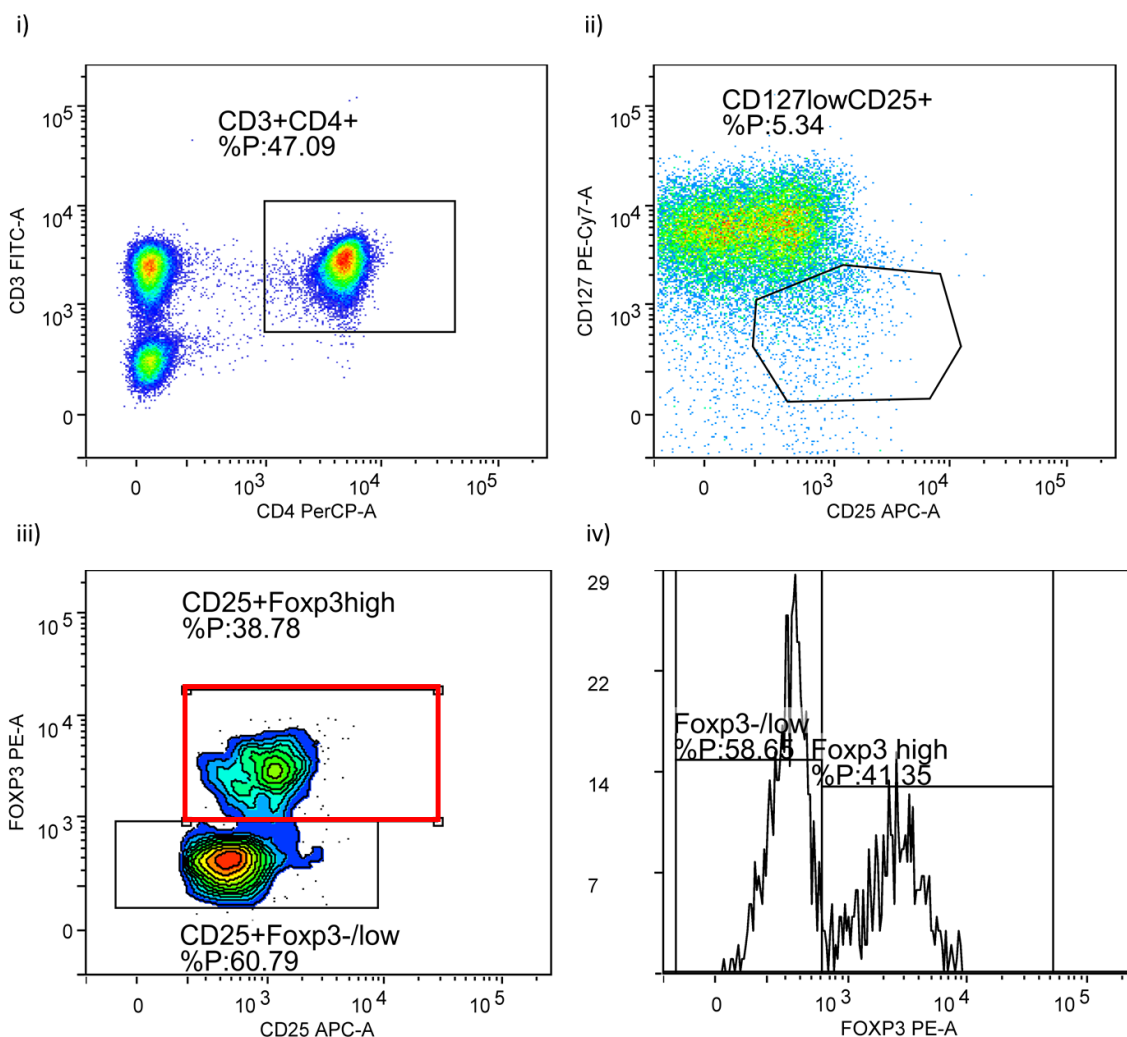 i)
CD3+CD4+
%P:47.09
10^5
10^4
10^3
0
CD3 FITC-A
0
10^3
10^4
10^5
CD4 PerCP-A
ii)
CD127lowCD25+
%P:5.34
10^5
10^4
10^3
0
CD127 PE-Cy7-A
0
10^3
10^4
10^5
CD25 APC-A
iii)
CD25+Foxp3high
%P:38.78
10^5
10^4
10^3
0
FOXP3 PE-A
CD25+Foxp3-/low
%P:60.79
0
10^3
10^4
10^5
CD25 APC-A
iv)
29
22
14
7
Foxp3-/low
%P:58.65
Foxp3 high
%P:41.35
0
10^3
10^4
10^5
FOXP3 PE-A